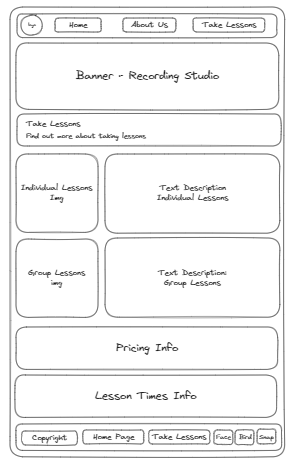 logo
Home
About Us
Take Lessons
Banner - Recording Studio
Take Lessons
Find out more about taking lessons
Individual Lessons
Img
Text Description
Individual Lessons
Group Lessons
img
Text Description:
Group Lessons
Pricing Info
Lesson Times Info
Copyright
Home Page
Take Lessons
Face
Bird
Snap